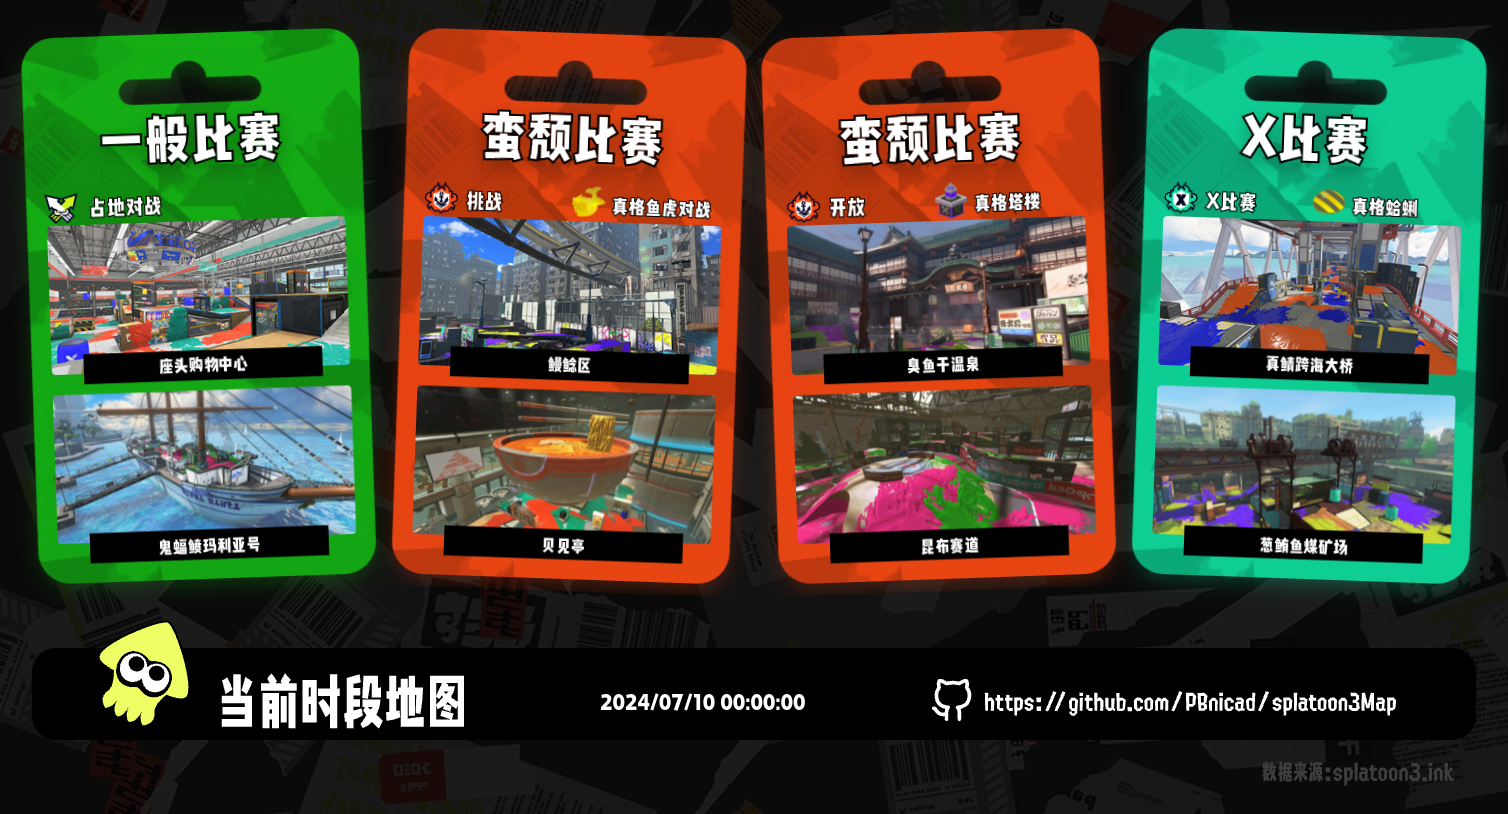 一般比赛
占地对战
座头购物中心
鬼蝠鲼玛利亚号
蛮颓比赛
挑战
真格鱼虎对战
鳗鲶区
贝见亭
蛮颓比赛
开放
真格塔楼
臭鱼干温泉
昆布赛道
X比赛
X比赛
真格蛤蜊
真鲭跨海大桥
葱鲔鱼煤矿场
当前时段地图
2024/07/10 00:00:00
https://github.com/PBnicad/splatoon3Map
数据来源:splatoon3.ink